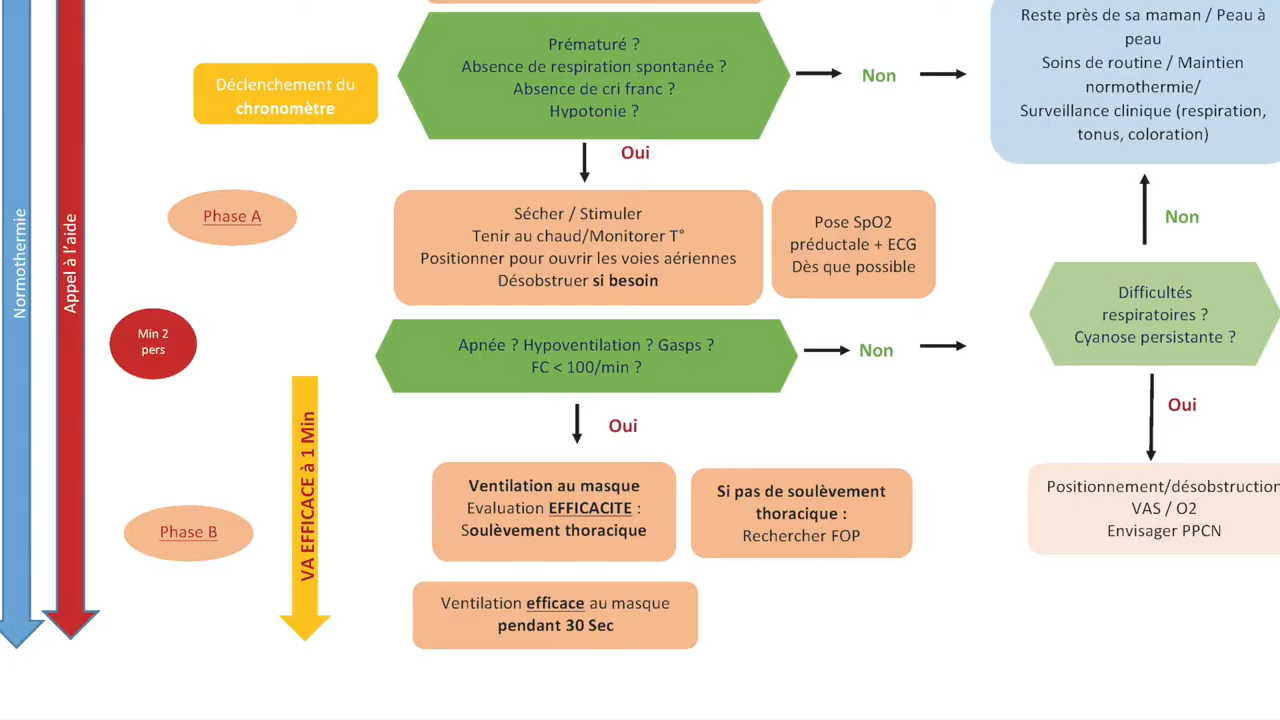 Prématuré ?
Absence de respiration spontanée ?
Absence de cri franc ?
Hypotonie ?
Déclenchement du
chronomètre
Non
Reste près de sa maman / Peau à
peau
Soins de routine / Maintien
normothermie/
Surveillance clinique (respiration,
tonus, coloration)
Oui
Phase A
Sécher / Stimuler
Tenir au chaud/Monitorer T°
Positionner pour ouvrir les voies aériennes
Désobstruer si besoin
Pose SpO2
préductale + ECG
Dès que possible
Non
Normothermie
Appel à l'aide
Min 2
pers
Apnée ? Hypoventilation ? Gasps ?
FC < 100/min ?
Non
Difficultés
respiratoires ?
Cyanose persistante ?
Oui
Oui
VA EFFICACE à 1 Min
Phase B
Ventilation au masque
Evaluation EFFICACITE :
Soulèvement thoracique
Si pas de soulèvement
thoracique :
Rechercher FOP
Positionnement/désobstruction
VAS / O2
Envisager PPCN
Ventilation efficace au masque
pendant 30 Sec